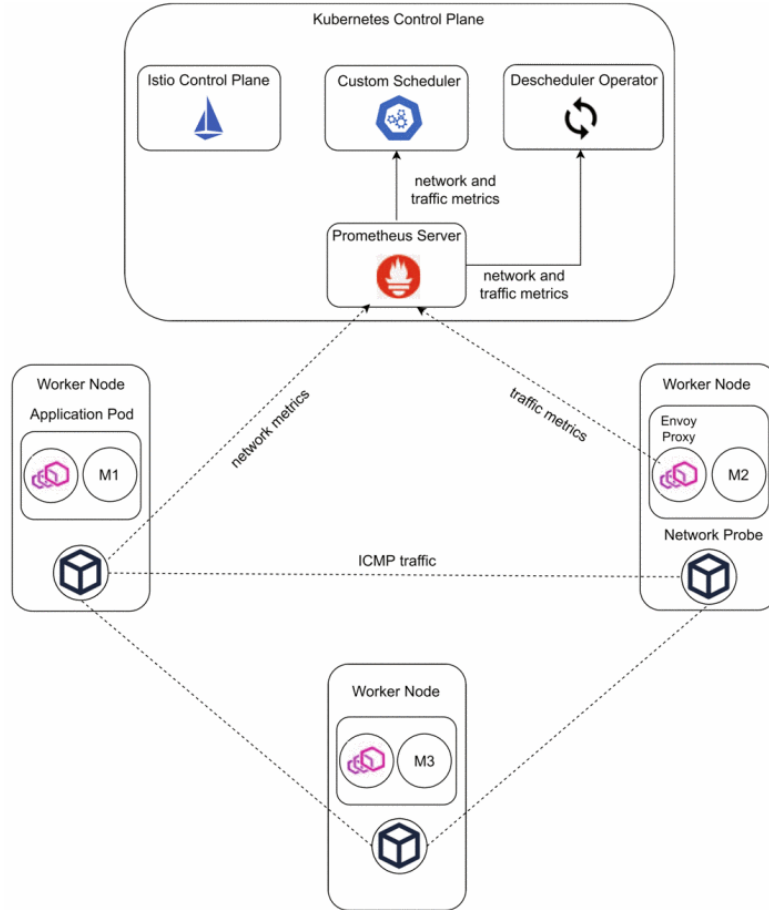 Kubernetes Control Plane
Istio Control Plane
Custom Scheduler
Descheduler Operator
network and
traffic metrics
Prometheus Server
network and
traffic metrics
network metrics
traffic metrics
Worker Node
Application Pod
M1
Worker Node
Envoy
Proxy
M2
Network Probe
ICMP traffic
Worker Node
M3